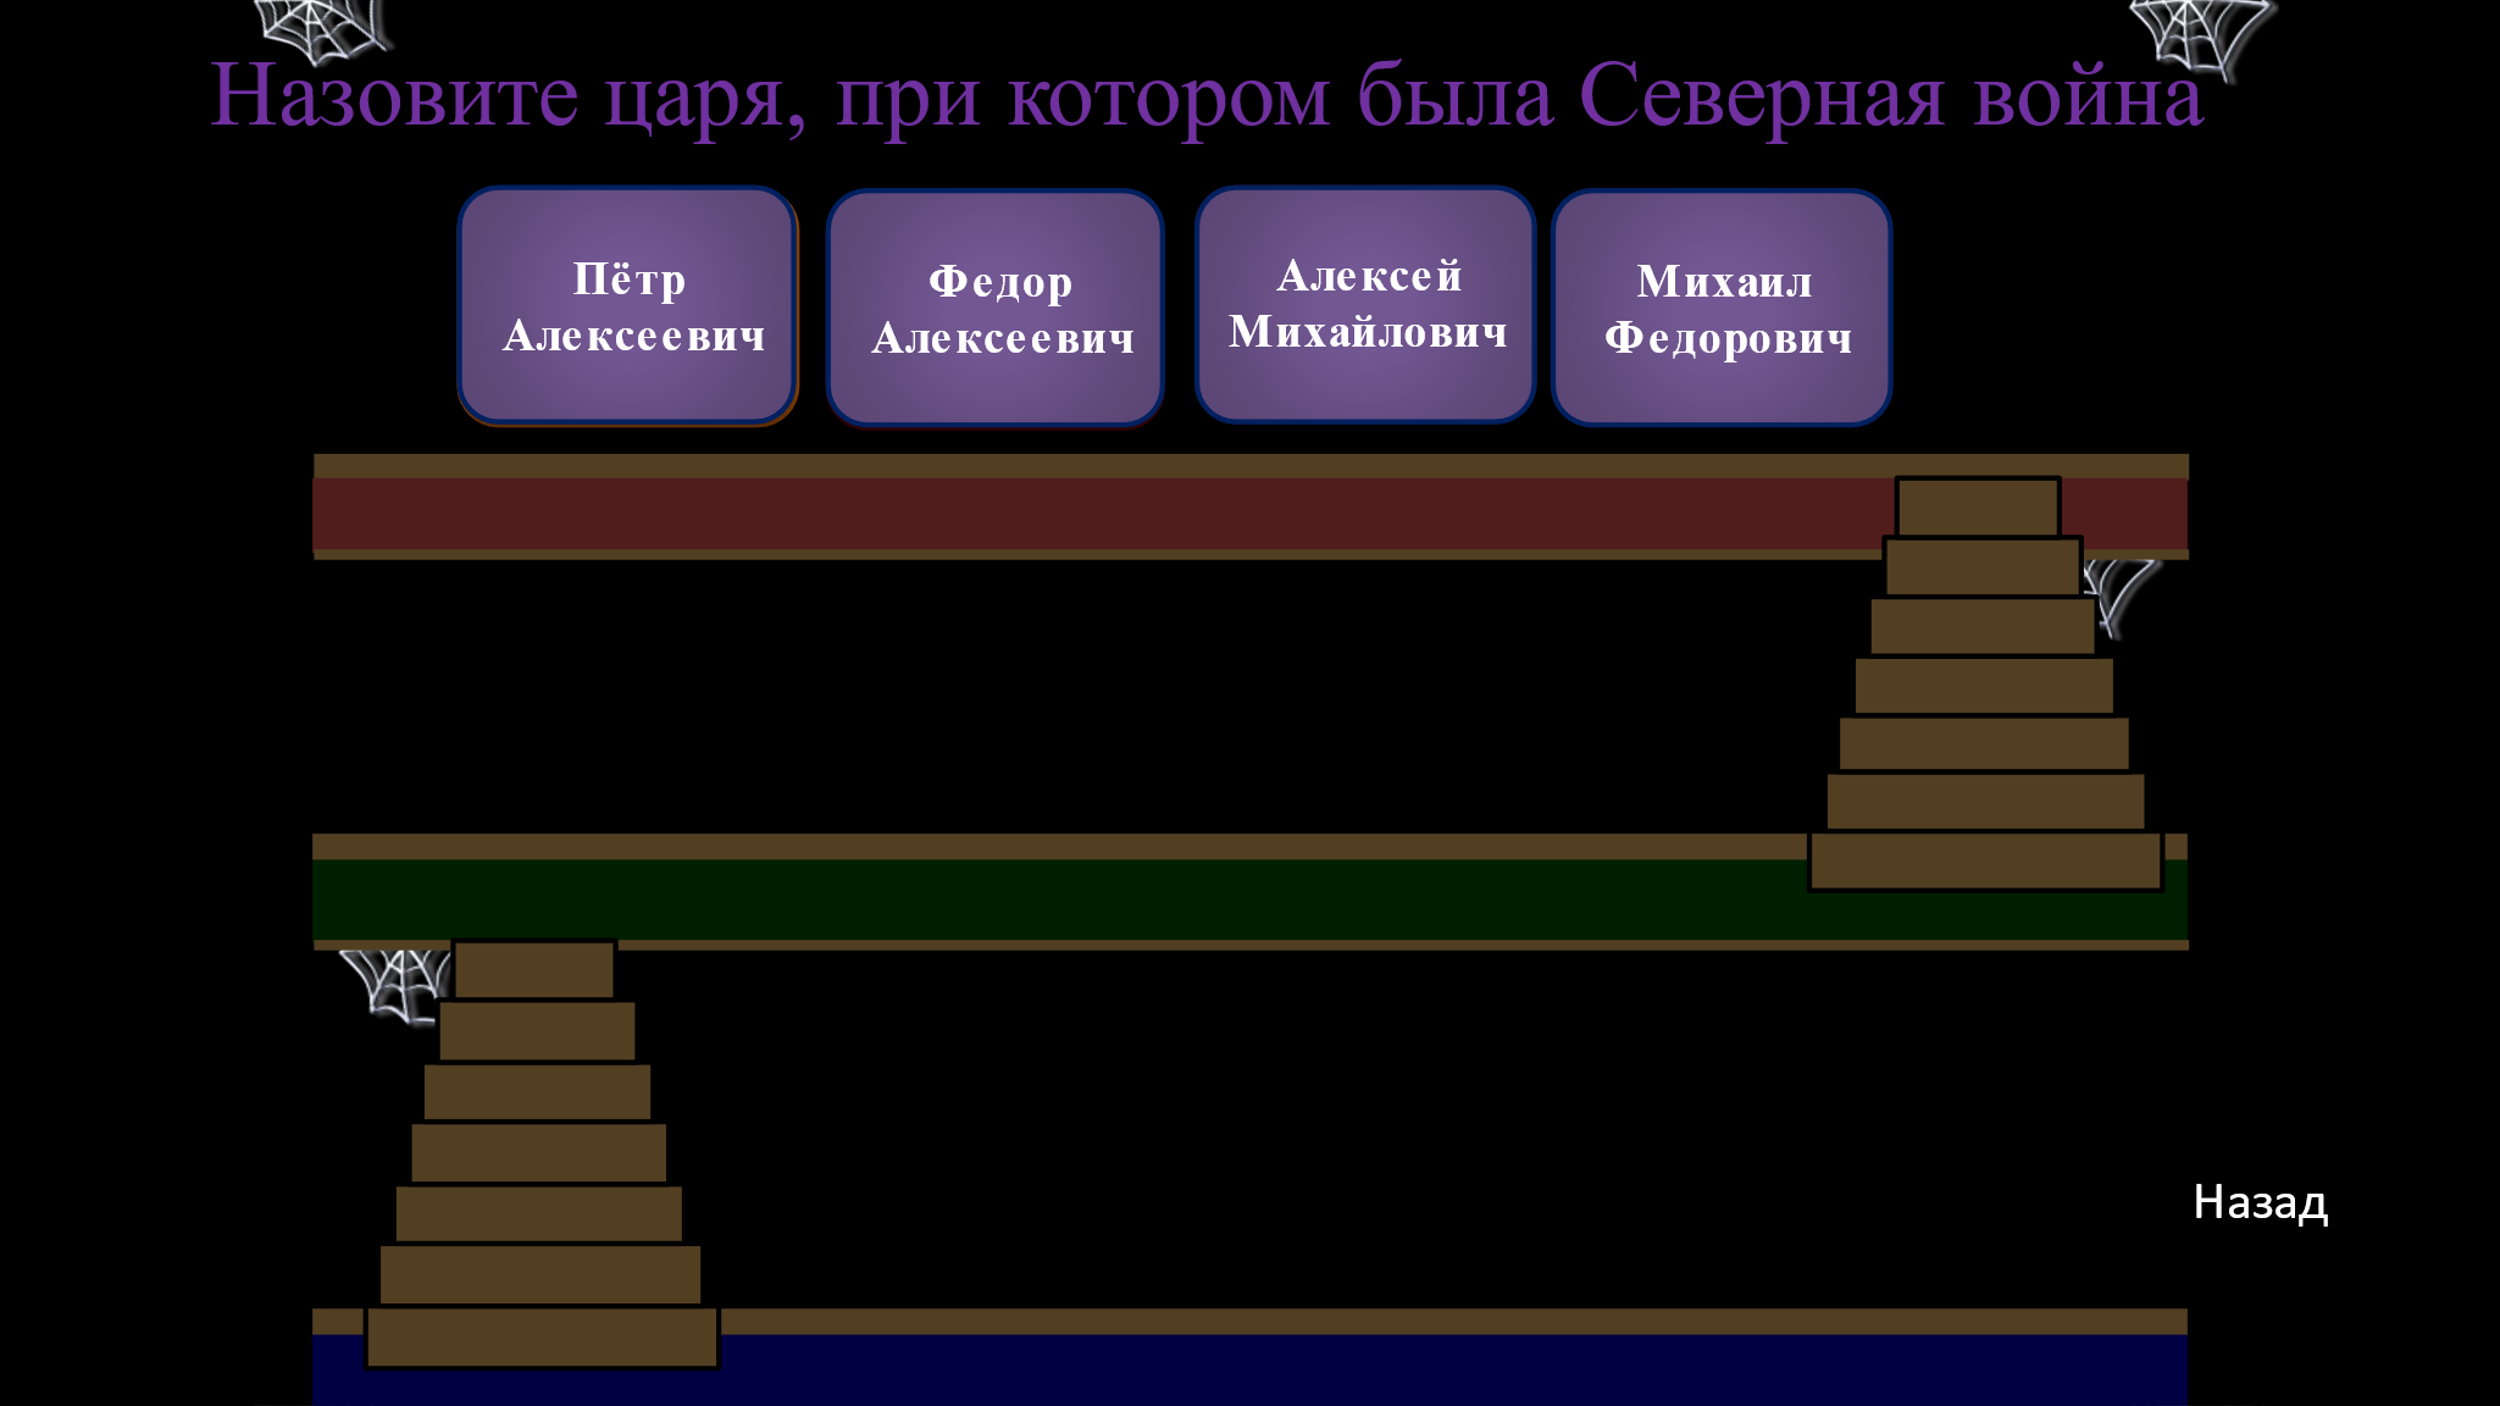 Назовите царя, при котором была Северная война
Пётр
Алексеевич
Федор
Алексеевич
Алексей
Михайлович
Михаил
Федорович
Назад